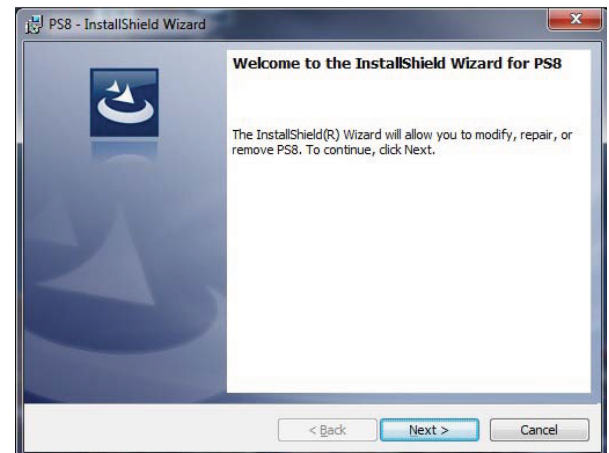 PS8 - InstallShield Wizard
Welcome to the InstallShield Wizard for PS8
The InstallShield(R) Wizard will allow you to modify, repair, or
remove PS8. To continue, click Next.
< Back
Next >
Cancel